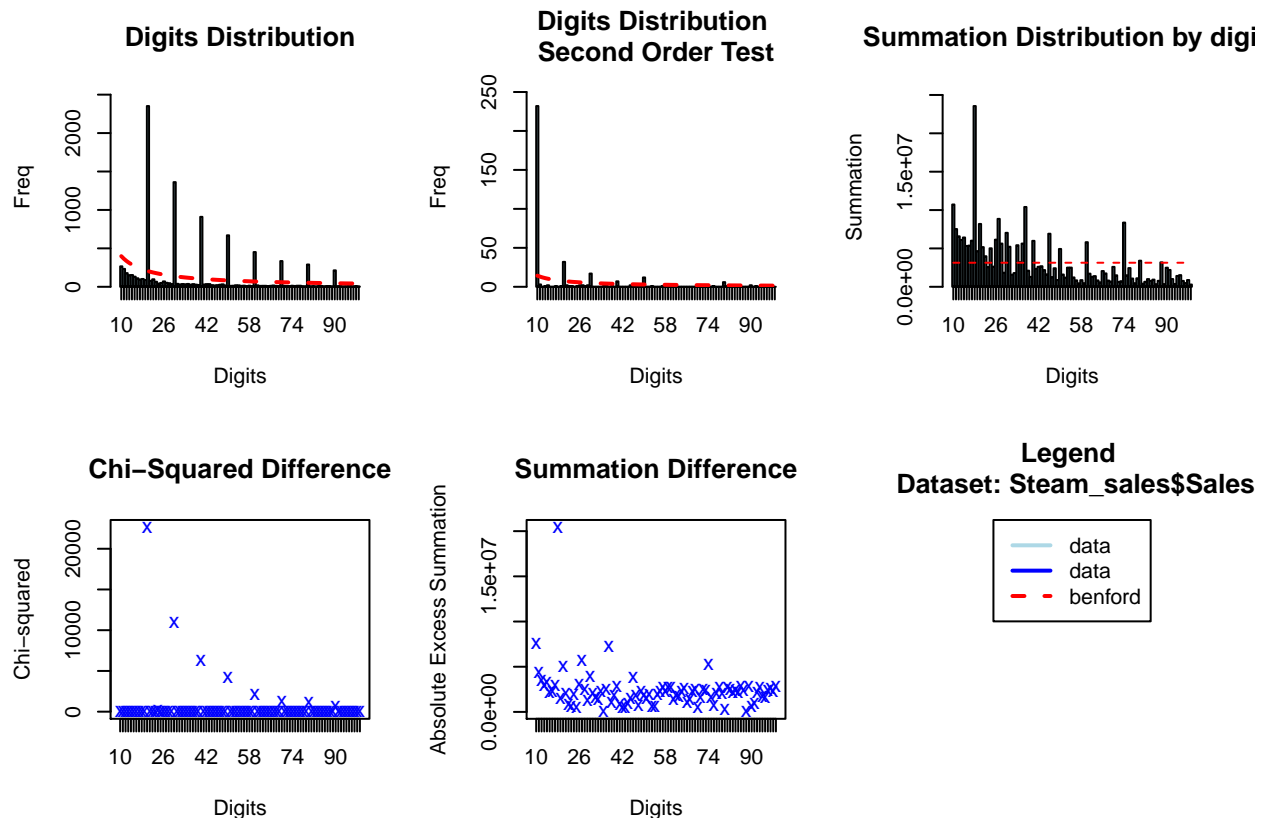 Digits Distribution
Freq
0 1000 2000
10 26 42 58 74 90
Digits
Digits Distribution
Second Order Test
Freq
0 50 150 250
10 26 42 58 74 90
Digits
Summation Distribution by digi
Summation
0.0e+00 1.5e+07
10 26 42 58 74 90
Digits
Chi−Squared Difference
Chi−squared
0 10000 20000
10 26 42 58 74 90
Digits
Summation Difference
Absolute Excess Summation
0.0e+00 1.5e+07
10 26 42 58 74 90
Digits
Legend
Dataset: Steam_sales$Sales
data
data
benford